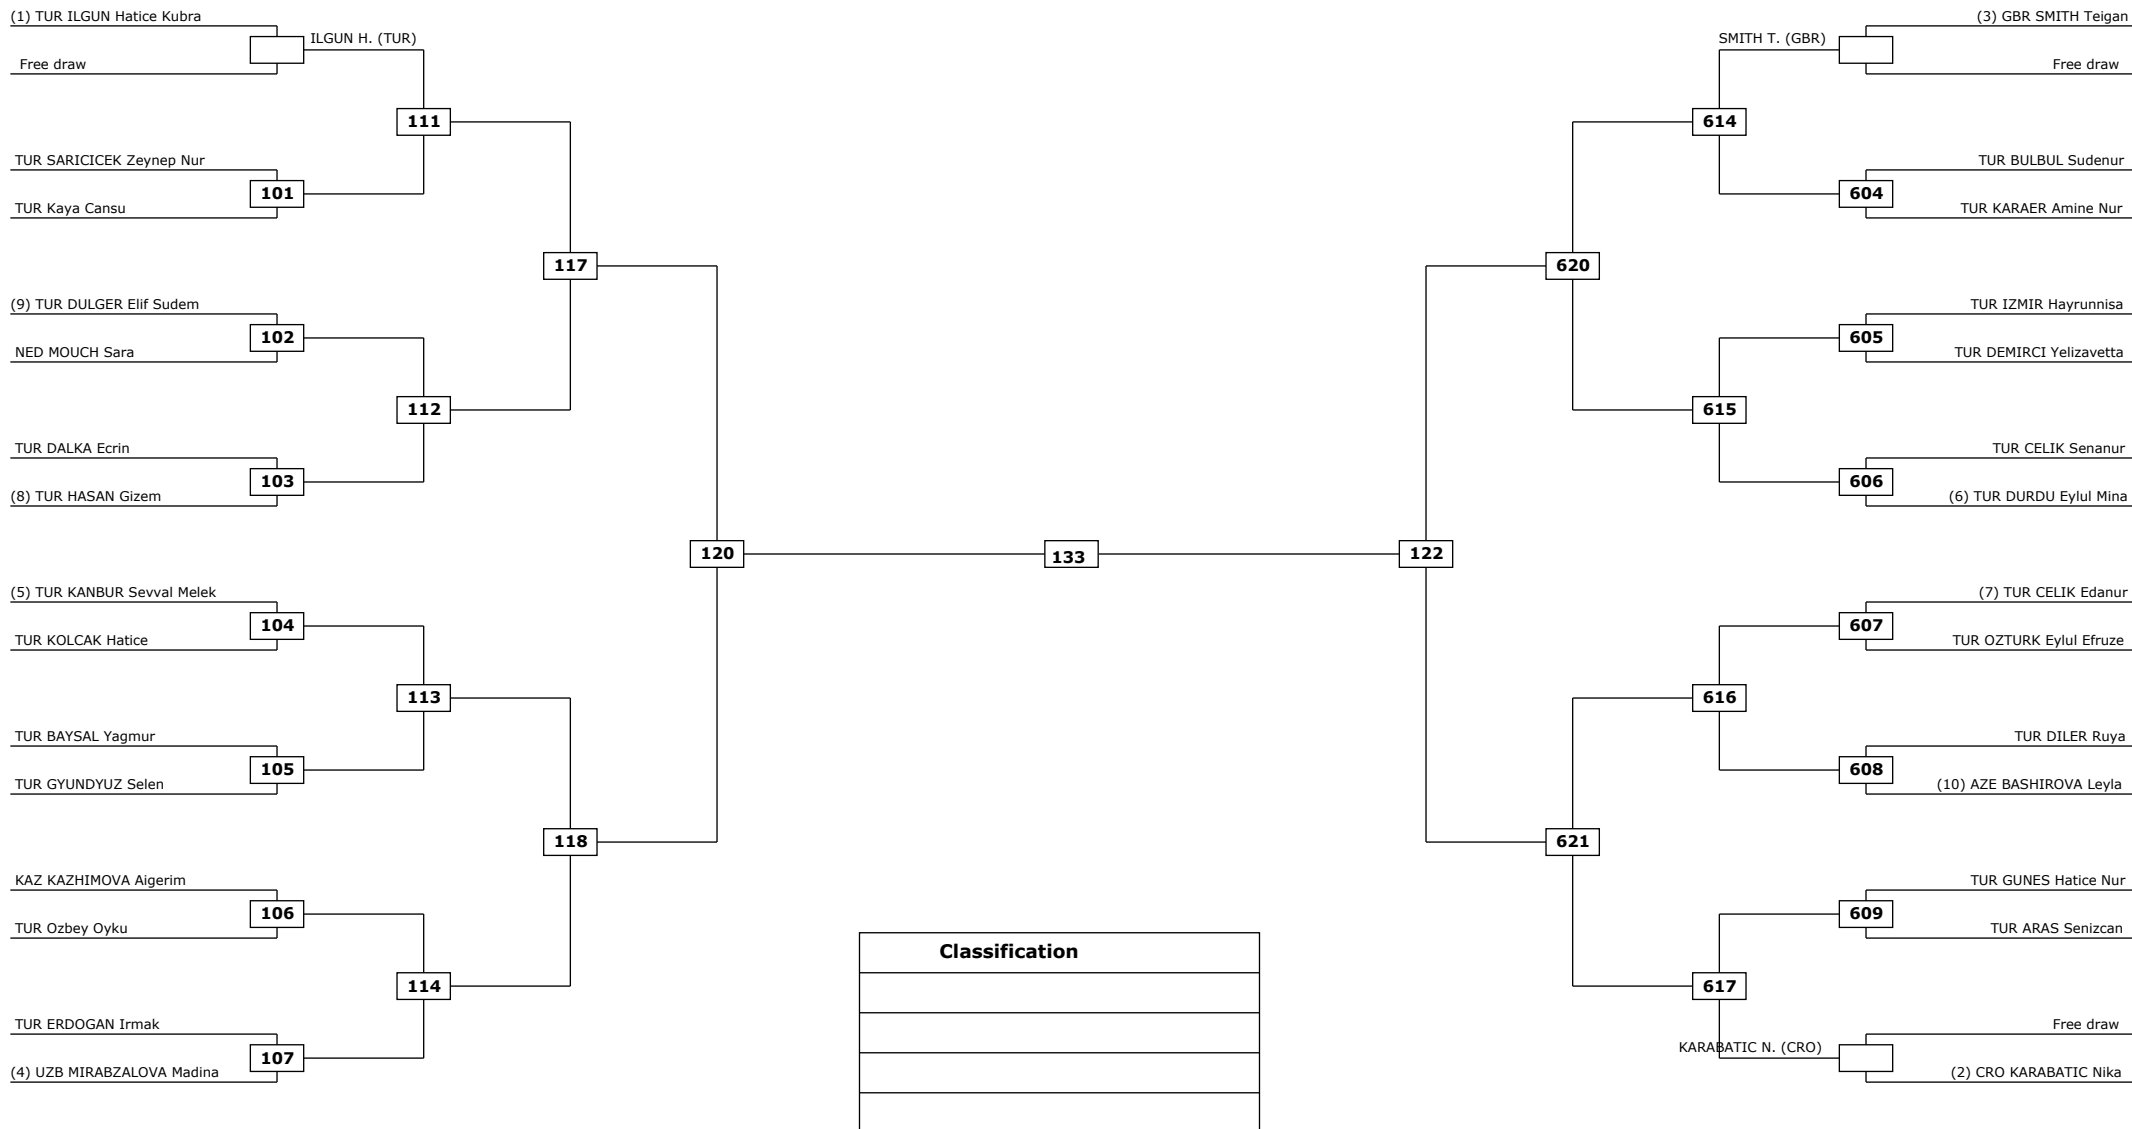 (1) TUR ILGUN Hatice Kubra
ILGUN H. (TUR)
Free draw
111
TUR SARICICEK Zeynep Nur
101
TUR Kaya Cansu
117
(9) TUR DULGER Elif Sudem
102
NED MOUCH Sara
112
TUR DALKA Ecrin
103
(8) TUR HASAN Gizem
120
(5) TUR KANBUR Sevval Melek
104
TUR KOLCAK Hatice
113
TUR BAYSAL Yagmur
105
TUR GYUNDYUZ Selen
118
KAZ KAZHIMOVA Aigerim
106
TUR Ozbey Oyku
114
TUR ERDOGAN Irmak
107
(4) UZB MIRABZALOVA Madina
133
(3) GBR SMITH Teigan
SMITH T. (GBR)
Free draw
614
TUR BULBUL Sudenur
604
TUR KARAER Amine Nur
620
TUR IZMIR Hayrunnisa
605
TUR DEMIRCI Yelizavetta
615
TUR CELIK Senanur
606
(6) TUR DURDU Eylul Mina
122
(7) TUR CELIK Edanur
607
TUR OZTURK Eylul Efruze
616
TUR DILER Ruya
608
(10) AZE BASHIROVA Leyla
621
TUR GUNES Hatice Nur
609
TUR ARAS Senizcan
617
Free draw
KARABATIC N. (CRO)
(2) CRO KARABATIC Nika
Classification